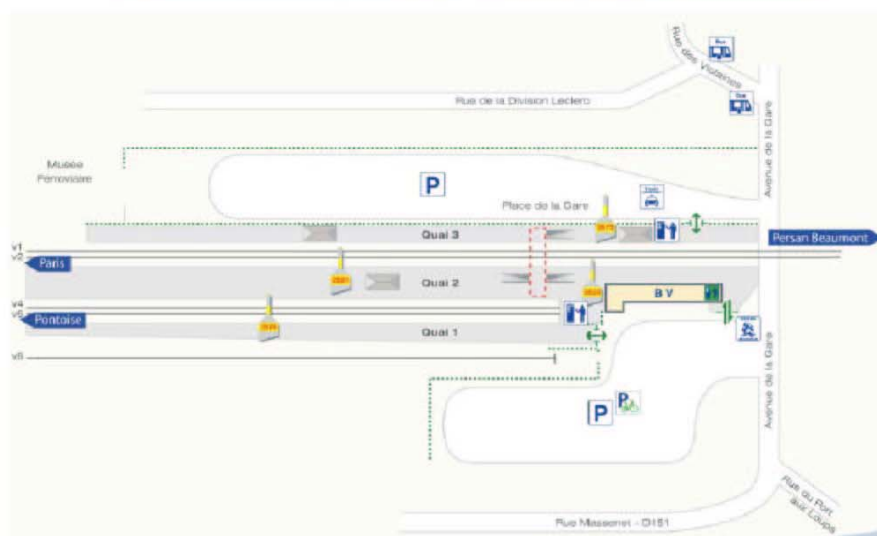 Rue des Violaines
Rue de la Division Leclerc
Avenue de la Gare
Musée
Ferroviaire
P
Place de la Gare
Quai 3
Persan Beaumont
v1
v2
Paris
Quai 2
B V
v4
v5
Pontoise
Quai 1
v6
Avenue de la Gare
P
P
Rue Massenet - D151
Rue du Port
aux Loups